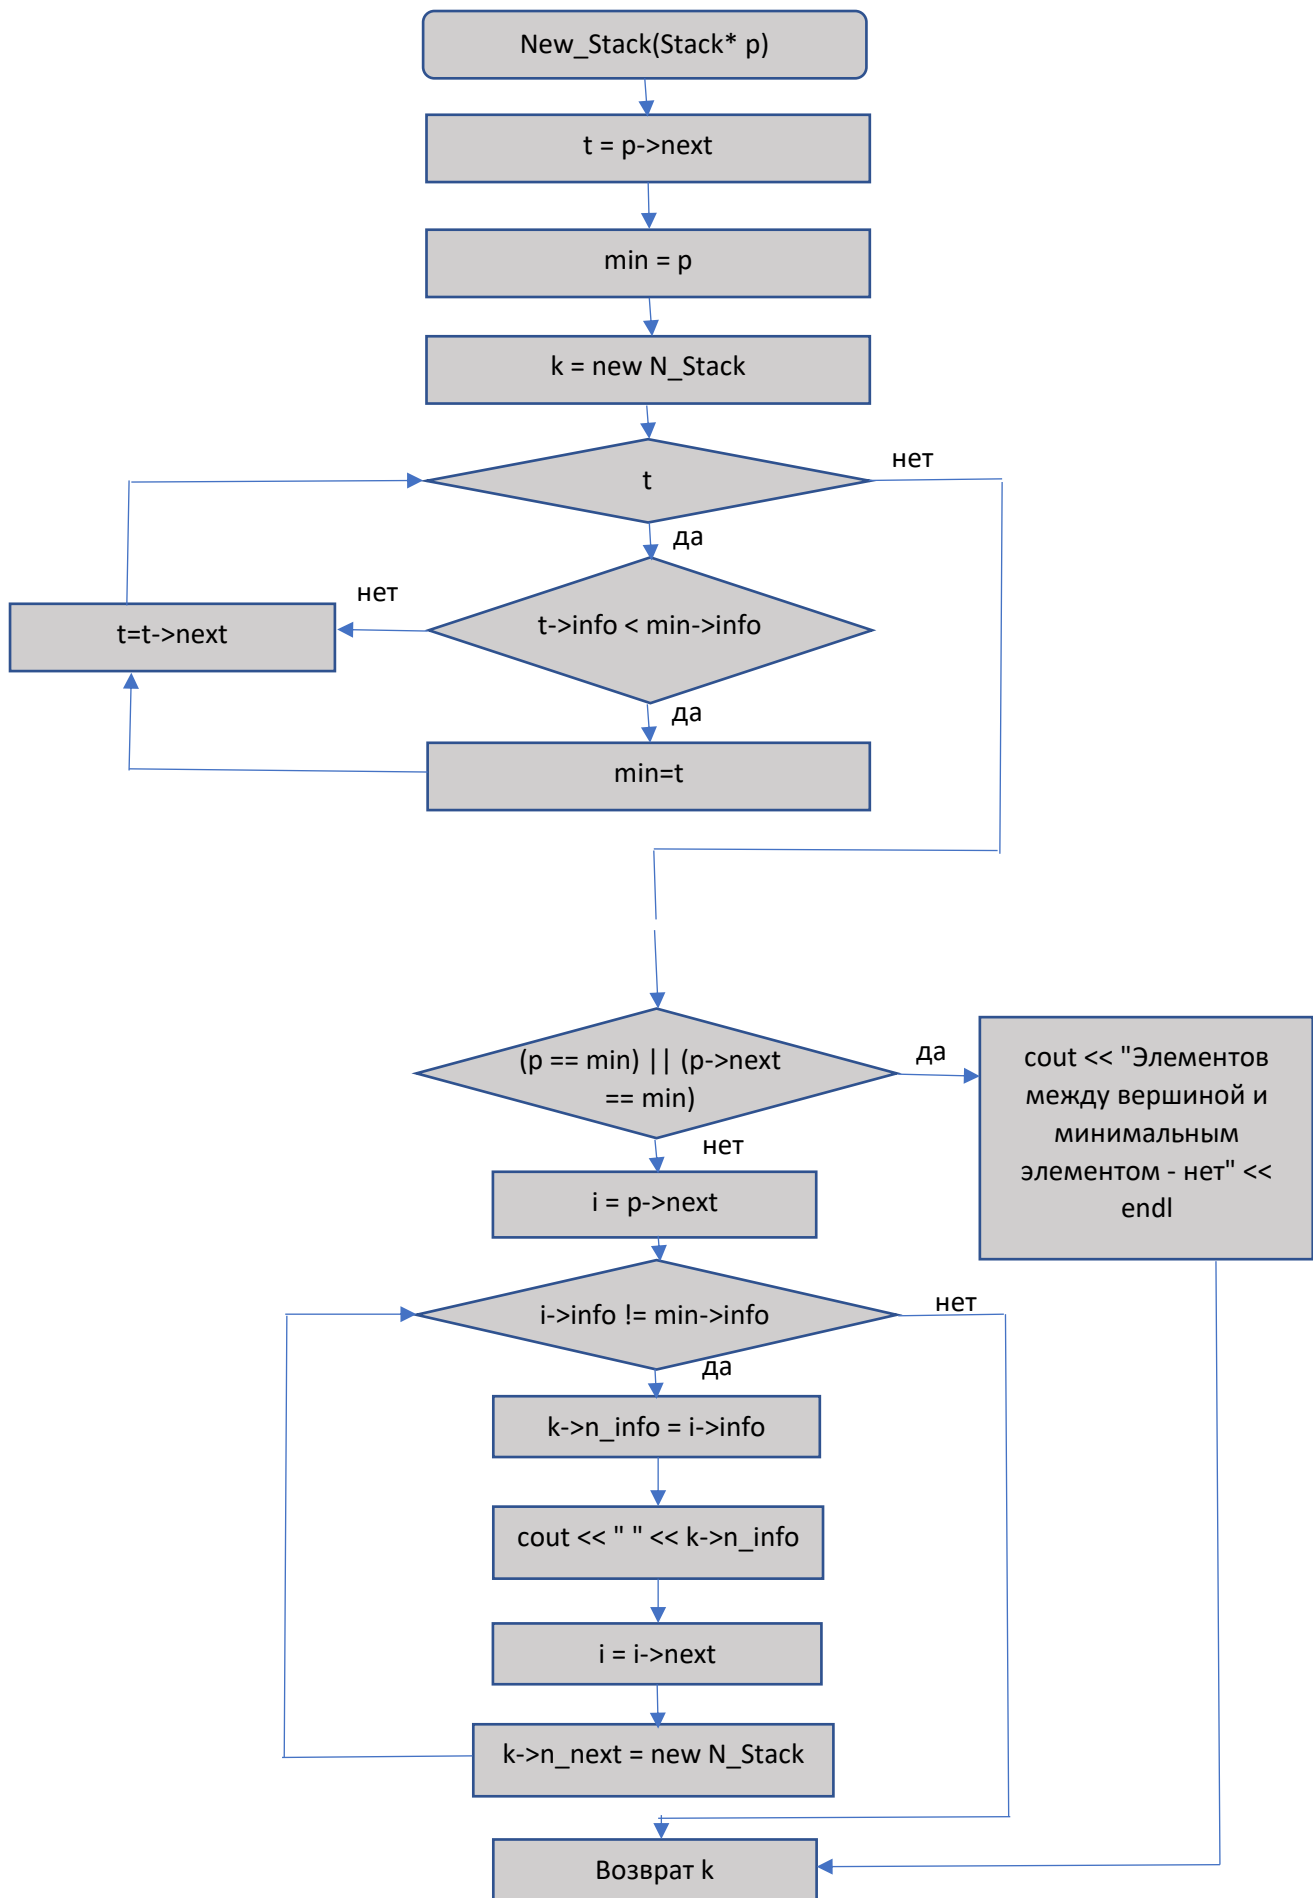 New_Stack(Stack* p)
t = p->next
min = p
k = new N_Stack
t
нет
да
t->info < min->info
нет
t=t->next
да
min=t
(p == min) || (p->next
== min)
да
cout << "Элементов
между вершиной и
минимальным
элементом - нет" <<
endl
нет
i = p->next
i->info != min->info
нет
да
k->n_info = i->info
cout << " " << k->n_info
i = i->next
k->n_next = new N_Stack
Возврат k